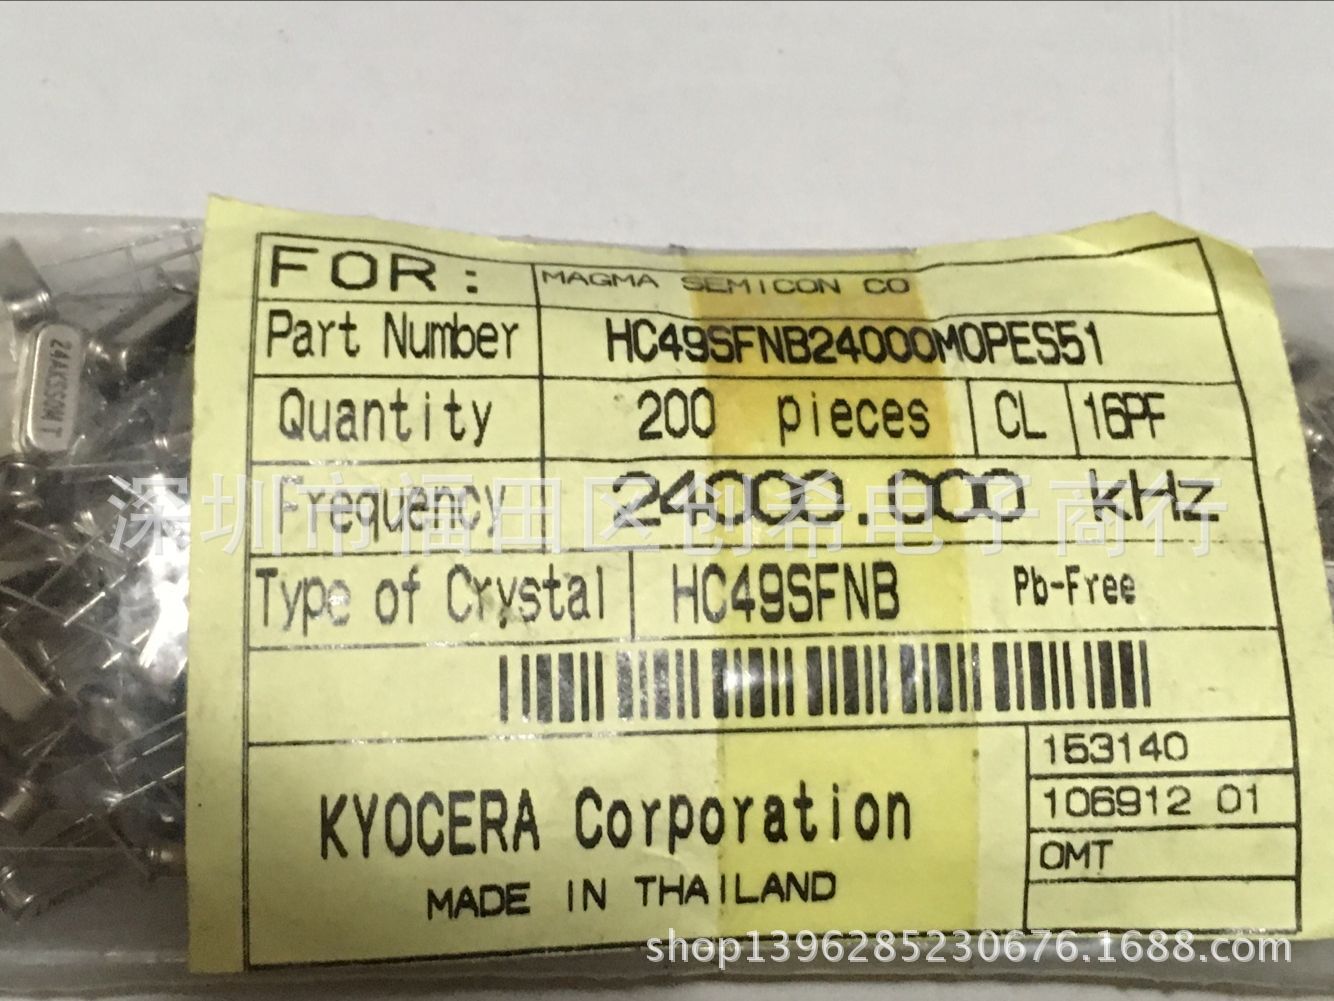 FOR: MAGMA SEMICON CO
Part Number HC49SFNB24000M0PES51
Quantity 200 pieces CL 16PF
Frequency 24000.000 kHz
深圳市福田区创希电子商行
Type of Crystal HC49SFNB Pb-Free
153140
106912 01
OMT
KYOCERA Corporation
MADE IN THAILAND
shop1396285230676.1688.com